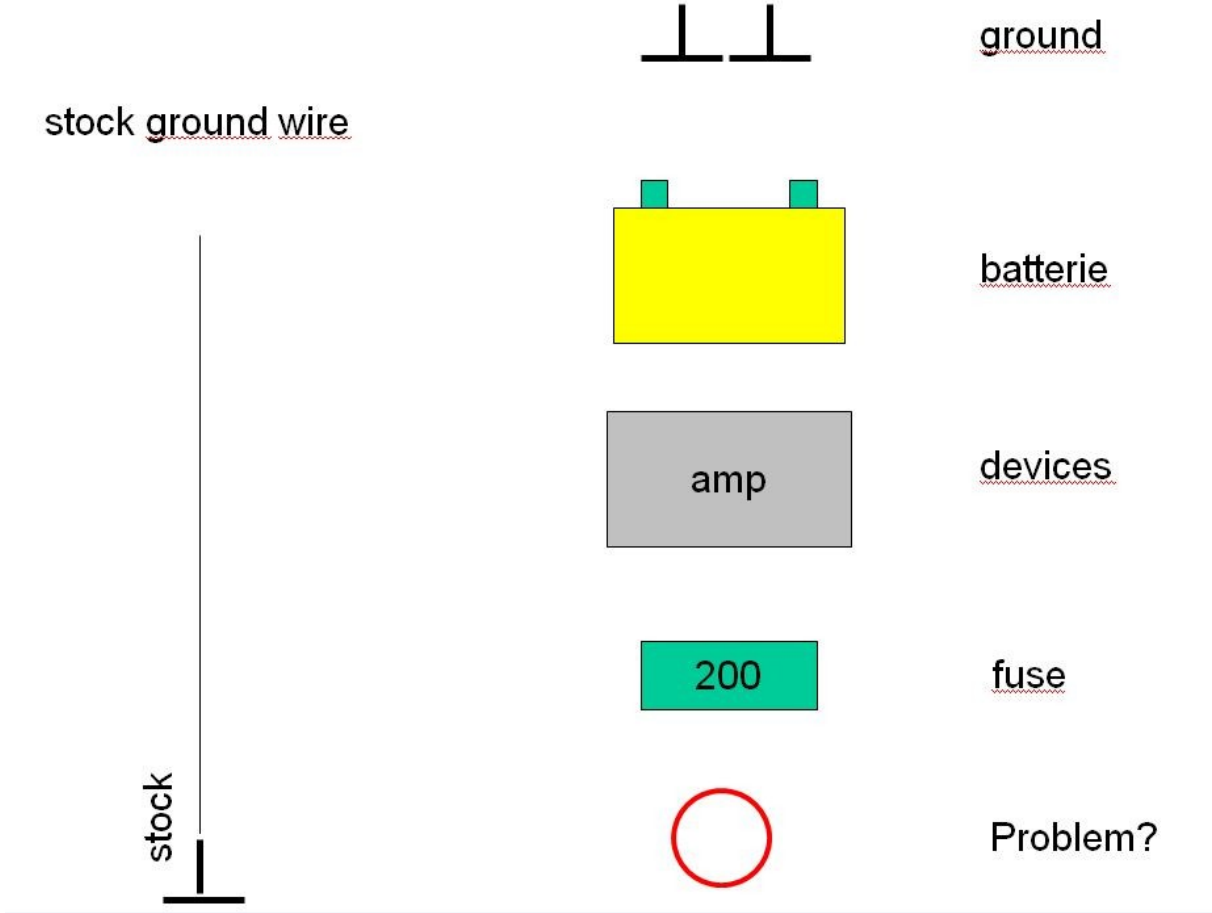 ground
stock ground wire
batterie
amp
devices
200
fuse
stock
Problem?